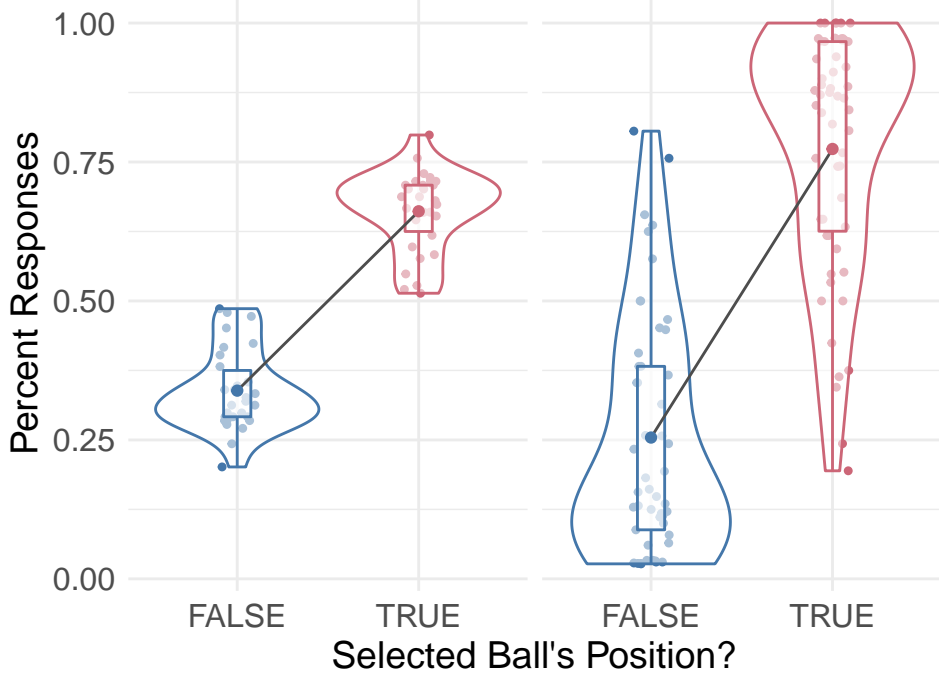 Percent Responses
1.00
0.75
0.50
0.25
0.00
FALSE TRUE FALSE TRUE
Selected Ball's Position?